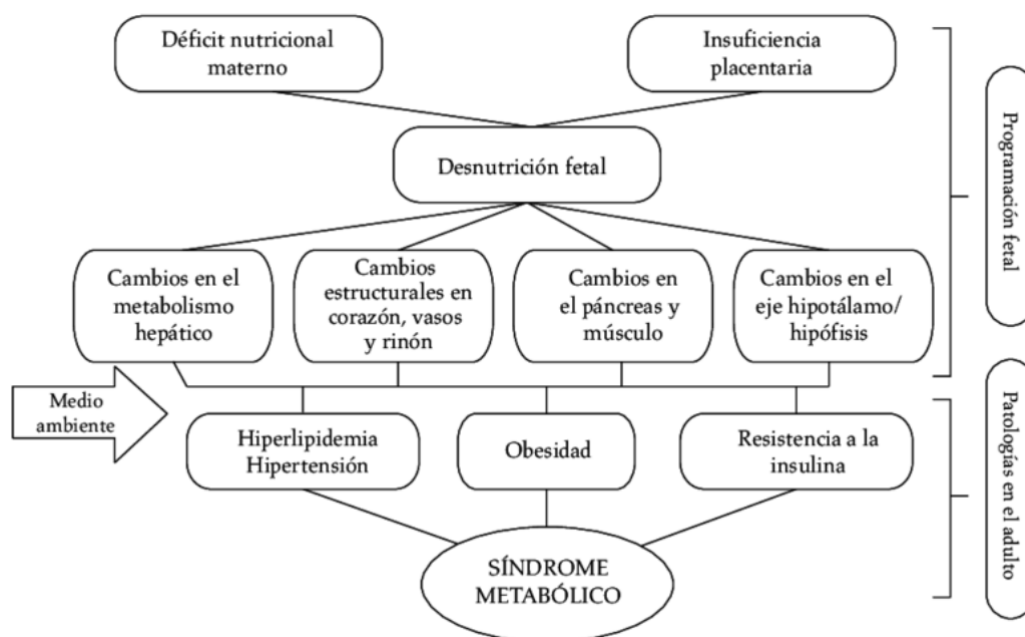 Déficit nutricional
materno
Insuficiencia
placentaria
Desnutrición fetal
Cambios en el
metabolismo
hepático
Cambios
estructurales en
corazón, vasos
y rinón
Cambios en
el páncreas y
músculo
Cambios en el
eje hipotálamo/
hipófisis
Programación fetal
Medio
ambiente
Hiperlipidemia
Hipertensión
Obesidad
Resistencia a la
insulina
SÍNDROME
METABÓLICO
Patologías en el adulto